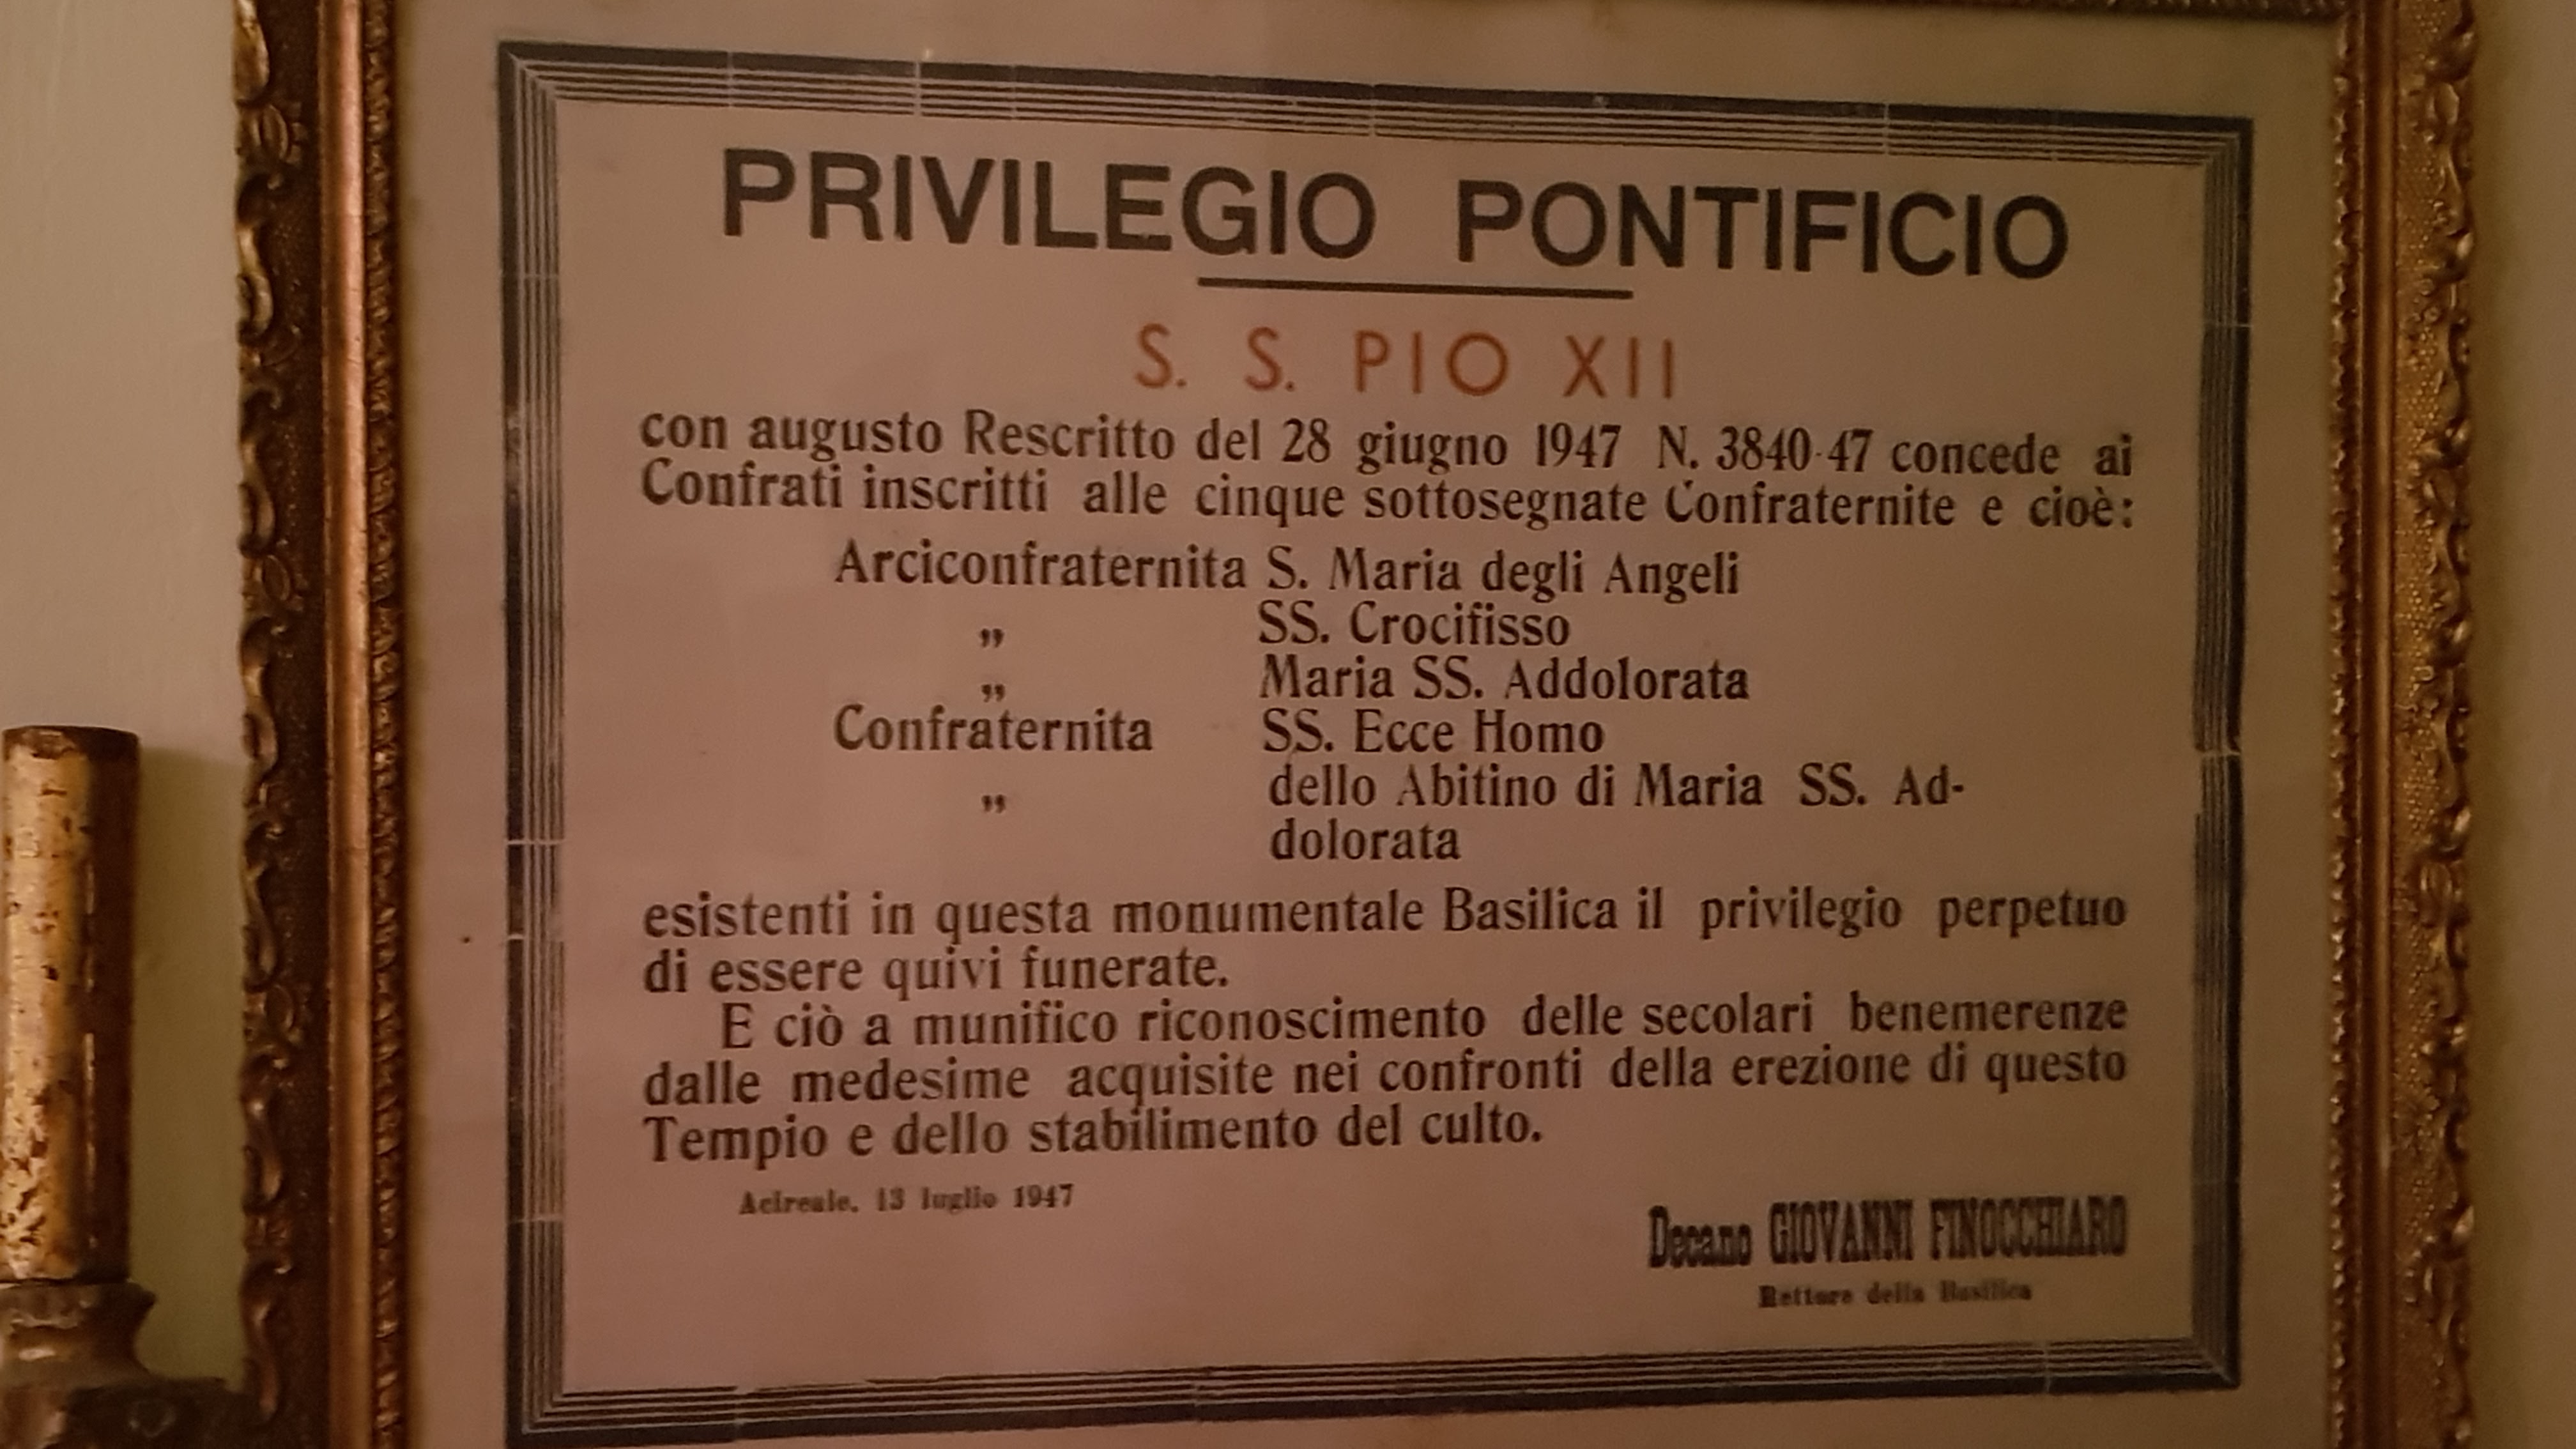 PRIVILEGIO PONTIFICIO
S. S. PIO XII
con augusto Rescritto del 28 giugno 1947 N. 3840-47 concede ai
Confrati inscritti alle cinque sottosegnate Confraternite e cioè:
Arciconfraternita S. Maria degli Angeli
„ SS. Crocifisso
„ Maria SS. Addolorata
Confraternita SS. Ecce Homo
„ dello Abitino di Maria SS. Ad-
dolorata
esistenti in questa monumentale Basilica il privilegio perpetuo
di essere quivi funerate.
E ciò a munifico riconoscimento delle secolari benemerenze
dalle medesime acquisite nei confronti della erezione di questo
Tempio e dello stabilimento del culto.
Acireale, 13 luglio 1947
Decano GIOVANNI FINOCCHIARO
Rettore della Basilica